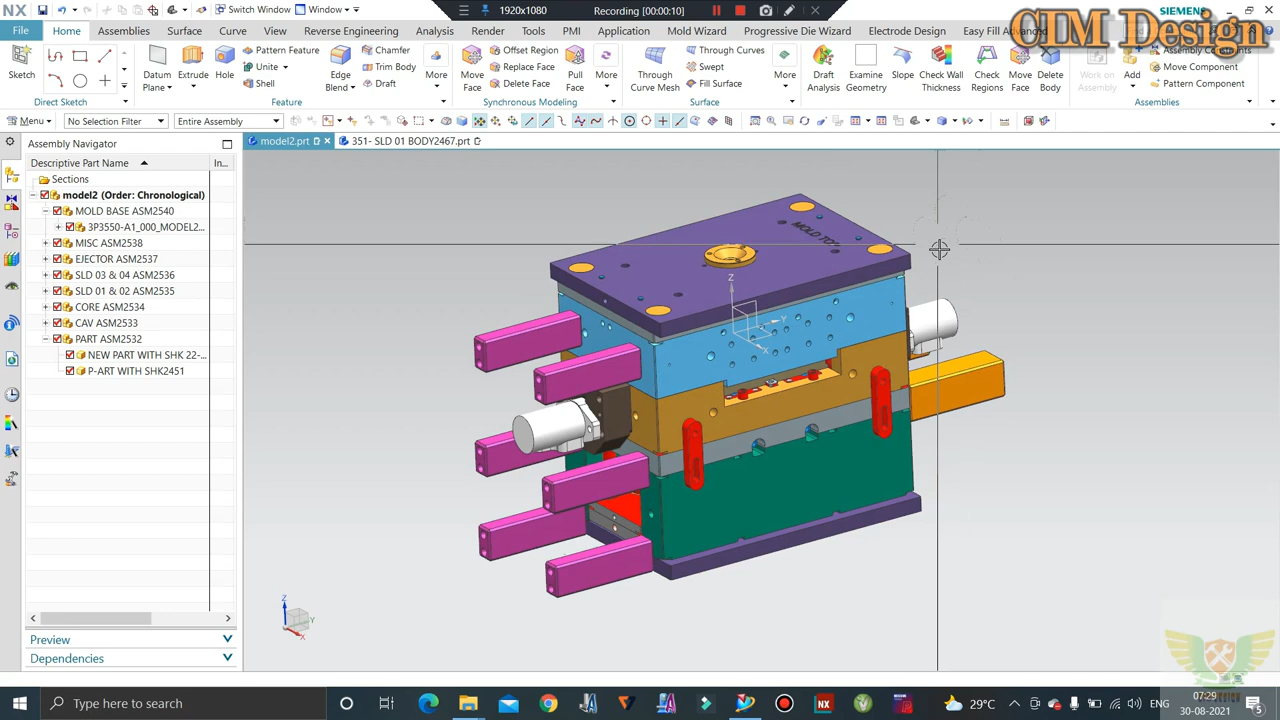 NX
Switch Window
Window
1920x1080
Recording [00:00:10]
SIEMENS
CIM Design
File
Home
Assemblies
Surface
Curve
View
Reverse Engineering
Analysis
Render
Tools
PMI
Application
Mold Wizard
Progressive Die Wizard
Electrode Design
Easy Fill Advanced
Sketch
Datum Plane
Extrude
Hole
Pattern Feature
Unite
Shell
Edge Blend
Chamfer
Trim Body
Draft
More
Move Face
Offset Region
Replace Face
Delete Face
Pull Face
More
Through Curve Mesh
Through Curves
Swept
Fill Surface
More
Draft Analysis
Examine Geometry
Slope
Check Wall Thickness
Check Regions
Move Face
Delete Body
Work on Assembly
Add
Assembly Constraints
Move Component
Pattern Component
Direct Sketch
Feature
Synchronous Modeling
Surface
Assemblies
Menu
No Selection Filter
Entire Assembly
Assembly Navigator
model2.prt
351- SLD 01 BODY2467.prt
Descriptive Part Name
In...
Sections
model2 (Order: Chronological)
MOLD BASE ASM2540
3P3550-A1_000_MODEL2...
MISC ASM2538
EJECTOR ASM2537
SLD 03 & 04 ASM2536
SLD 01 & 02 ASM2535
CORE ASM2534
CAV ASM2533
PART ASM2532
NEW PART WITH SHK 22-...
P-ART WITH SHK2451
MOLD TOP
Z
Y
X
Z
Y
X
Preview
Dependencies
Type here to search
29°C
ENG
07:29
30-08-2021
5